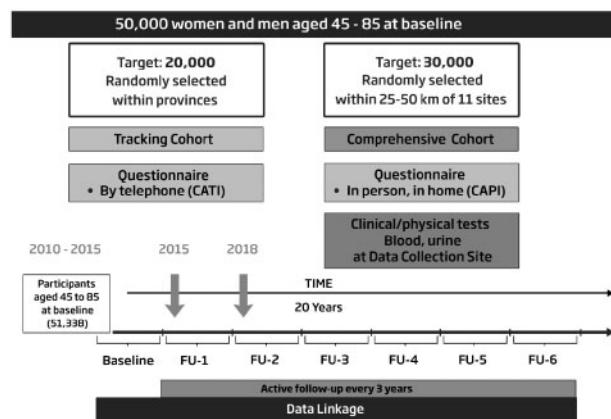 50,000 women and men aged 45 - 85 at baseline
Target: 20,000
Randomly selected
within provinces
Target: 30,000
Randomly selected
within 25-50 km of 11 sites
Tracking Cohort
Comprehensive Cohort
Questionnaire
• By telephone (CATI)
Questionnaire
• In person, in home (CAPI)
Clinical/physical tests
Blood, urine
at Data Collection Site
2010 - 2015
2015
2018
Participants
aged 45 to 85
at baseline
(51,338)
TIME
20 Years
Baseline
FU-1
FU-2
FU-3
FU-4
FU-5
FU-6
Active follow-up every 3 years
Data Linkage